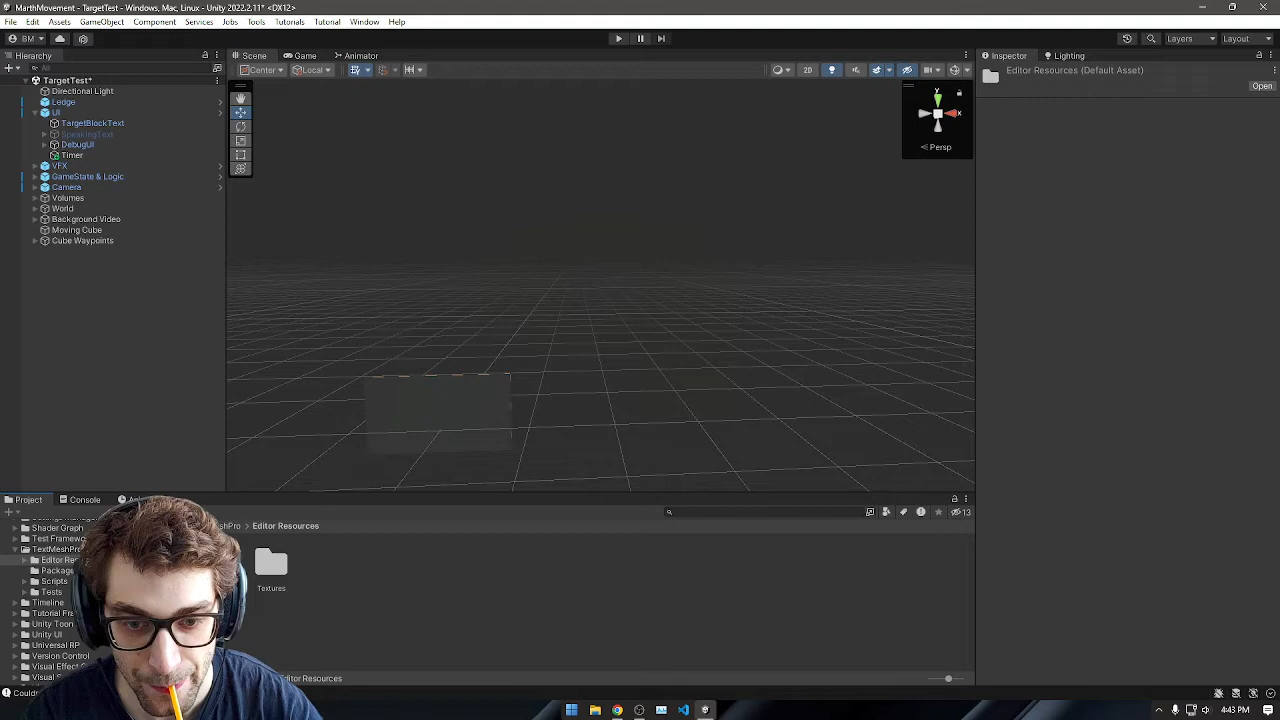 MarthMovement - TargetTest - Windows, Mac, Linux - Unity 2022.2.11* <DX12>
File Edit Assets GameObject Component Services Jobs Tools Tutorial Window Help
BM Layers Layout
Hierarchy
Scene Game Animator
Inspector Lighting
All
Center Local 2D
Editor Resources (Default Asset)
Open
TargetTest*
Directional Light
Ledge
UI
TargetBlockText
SpeakingText
DebugUI
Timer
VFX
GameState & Logic
Camera
Volumes
World
Background Video
Moving Cube
Cube Waypoints
y
x
Persp
Project Console
13
Editor Resources
Shader Graph
Test Framew
TextMeshPro
Editor Re
Package
Scripts
Tests
Timeline
Tutorial Fra
Unity Toon
Unity UI
Universal RP
Version Control
Visual Effect
Visual S
Textures
Editor Resources
4:43 PM